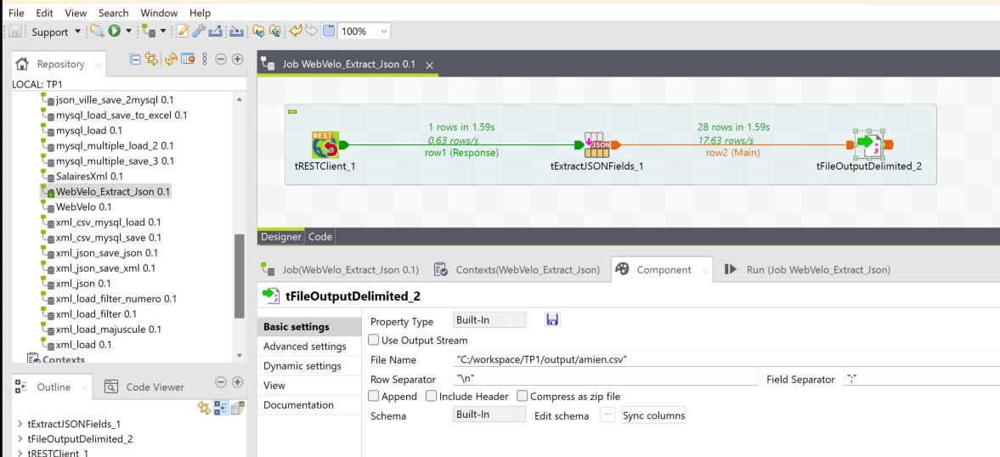 File Edit View Search Window Help
Support 100%
Repository
LOCAL: TP1
json_ville_save_2mysql 0.1
mysql_load_save_to_excel 0.1
mysql_load 0.1
mysql_multiple_load_2 0.1
mysql_multiple_save_3 0.1
SalairesXml 0.1
WebVelo_Extract_Json 0.1
WebVelo 0.1
xml_csv_mysql_load 0.1
xml_csv_mysql_save 0.1
xml_json_save_json 0.1
xml_json_save_xml 0.1
xml_json 0.1
xml_load_filter_numero 0.1
xml_load_filter 0.1
xml_load_majuscule 0.1
xml_load 0.1
Contexts
Outline Code Viewer
tExtractJSONFields_1
tFileOutputDelimited_2
tRESTClient_1
Job WebVelo_Extract_Json 0.1
1 rows in 1.59s
0.63 rows/s
row1 (Response)
28 rows in 1.59s
17.63 rows/s
row2 (Main)
REST
JSON
tRESTClient_1 tExtractJSONFields_1 tFileOutputDelimited_2
Designer Code
Job(WebVelo_Extract_Json 0.1) Contexts(WebVelo_Extract_Json) Component Run (Job WebVelo_Extract_Json)
tFileOutputDelimited_2
Basic settings
Advanced settings
Dynamic settings
View
Documentation
Property Type Built-In
Use Output Stream
File Name "C:/workspace/TP1/output/amien.csv"
Row Separator "\n" Field Separator ";"
Append Include Header Compress as zip file
Schema Built-In Edit schema ... Sync columns